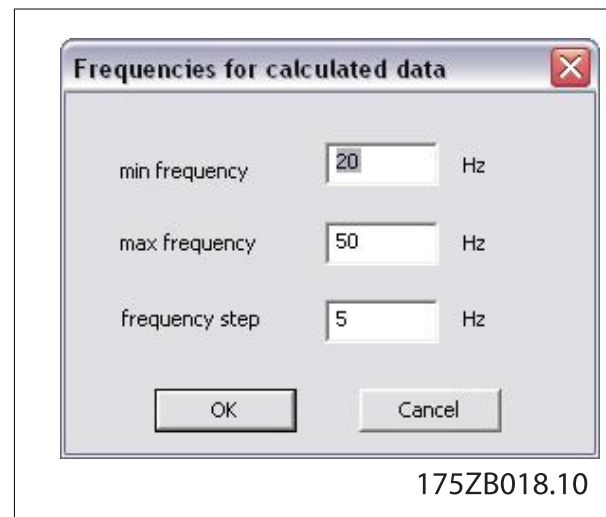 Frequencies for calculated data
min frequency 20 Hz
max frequency 50 Hz
frequency step 5 Hz
OK Cancel
175ZB018.10